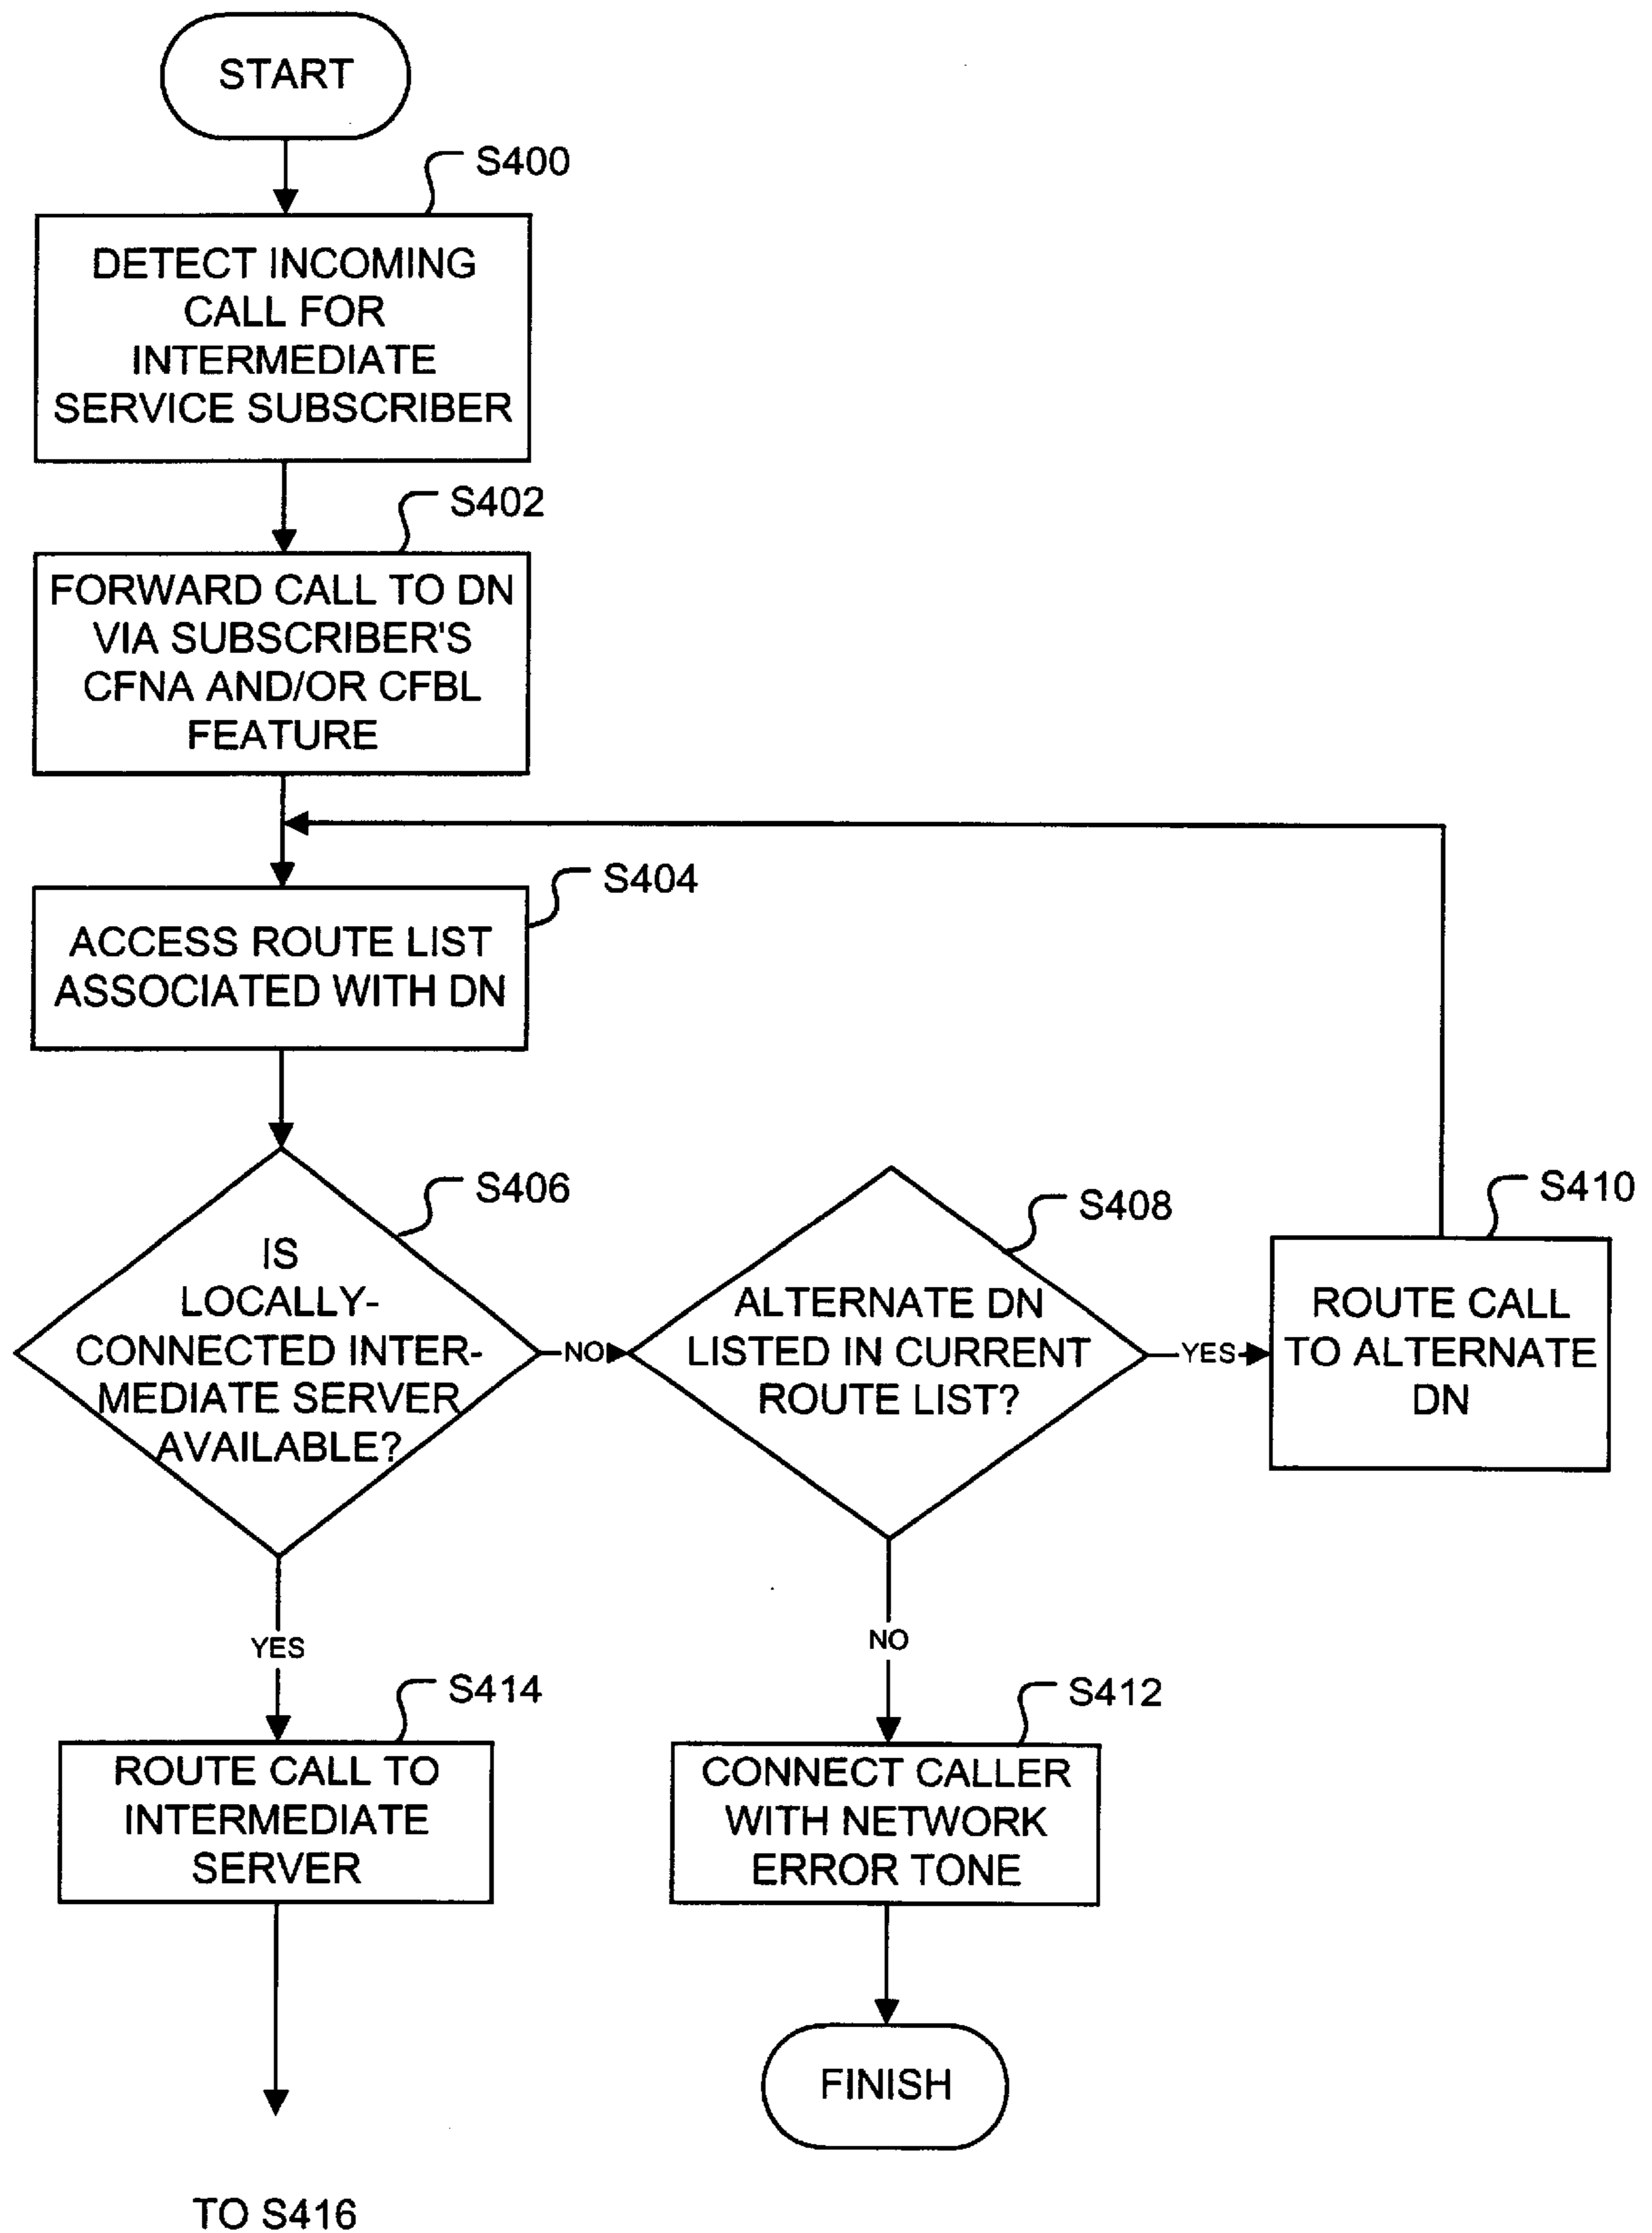 START
S400
DETECT INCOMING
CALL FOR
INTERMEDIATE
SERVICE SUBSCRIBER
S402
FORWARD CALL TO DN
VIA SUBSCRIBER'S
CFNA AND/OR CFBL
FEATURE
S404
ACCESS ROUTE LIST
ASSOCIATED WITH DN
S406
IS
LOCALLY-
CONNECTED INTER-
MEDIATE SERVER
AVAILABLE?
NO
S408
ALTERNATE DN
LISTED IN CURRENT
ROUTE LIST?
YES
S410
ROUTE CALL
TO ALTERNATE
DN
YES
NO
S414
ROUTE CALL TO
INTERMEDIATE
SERVER
S412
CONNECT CALLER
WITH NETWORK
ERROR TONE
FINISH
TO S416